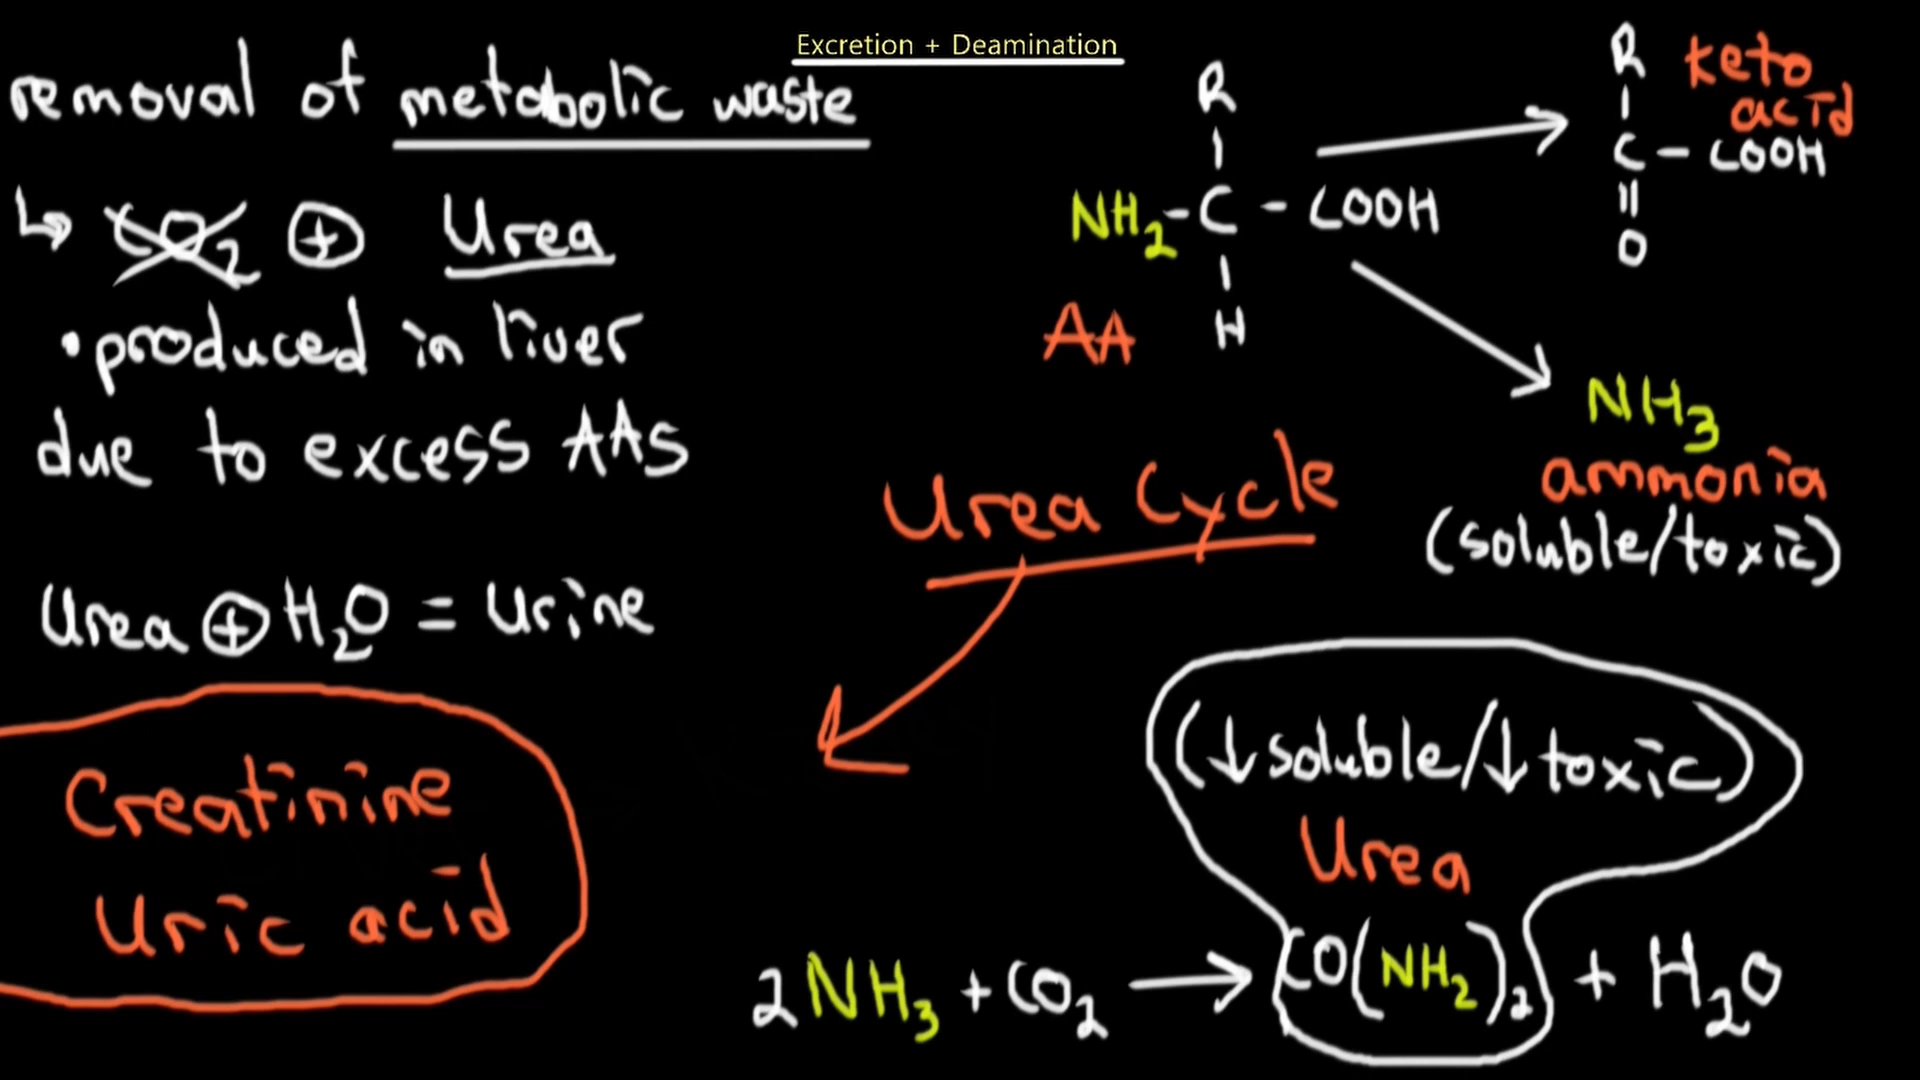 Excretion + Deamination
removal of metabolic waste
↳ CO2 ⊕ Urea
• produced in liver
due to excess AAs
Urea ⊕ H2O = Urine
Creatinine
Uric acid
R
NH2 - C - COOH
H
AA
R
keto
acid
C - COOH
O
NH3
ammonia
(soluble/toxic)
Urea Cycle
(↓soluble/↓toxic)
Urea
2NH3 + CO2 → CO(NH2)2 + H2O